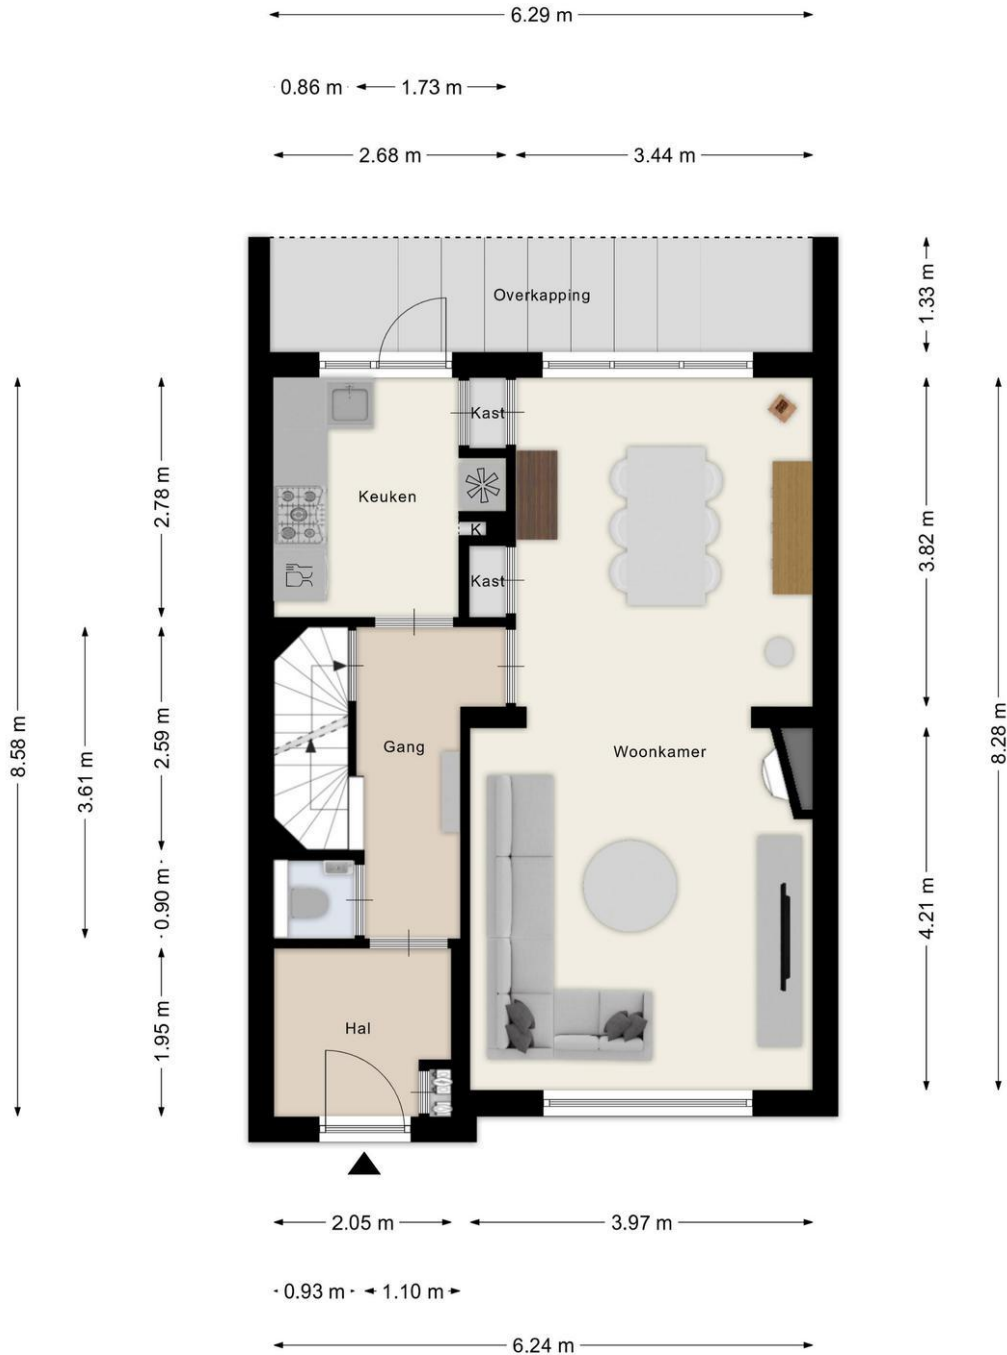 6.29 m
0.86 m
1.73 m
2.68 m
3.44 m
Overkapping
1.33 m
Kast
Keuken
K
Kast
2.78 m
3.82 m
8.58 m
3.61 m
2.59 m
Gang
Woonkamer
8.28 m
0.90 m
4.21 m
1.95 m
Hal
2.05 m
3.97 m
0.93 m
1.10 m
6.24 m